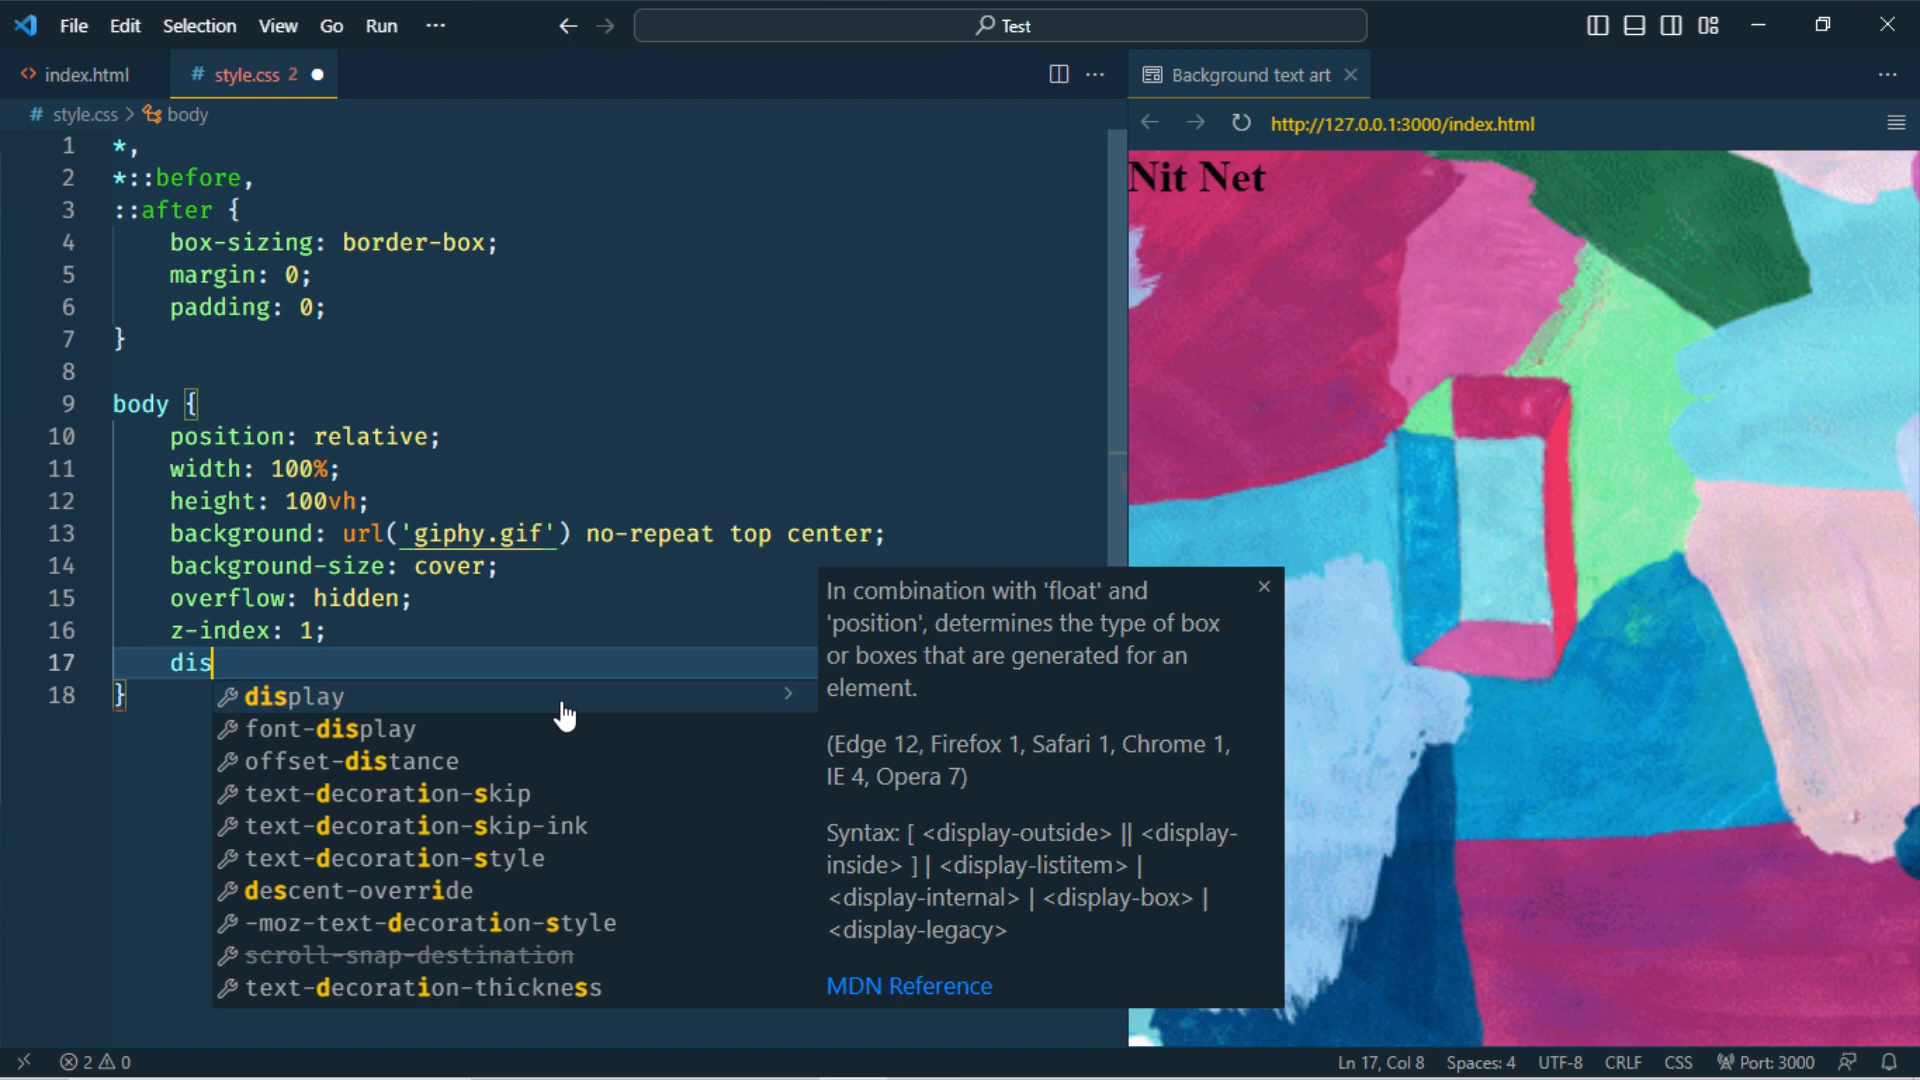 File Edit Selection View Go Run ···
Test
index.html
# style.css 2
Background text art
# style.css > body
http://127.0.0.1:3000/index.html
1 *,
2 *::before,
3 ::after {
4 box-sizing: border-box;
5 margin: 0;
6 padding: 0;
7 }
8
9 body {
10 position: relative;
11 width: 100%;
12 height: 100vh;
13 background: url('giphy.gif') no-repeat top center;
14 background-size: cover;
15 overflow: hidden;
16 z-index: 1;
17 dis
18 }
display
font-display
offset-distance
text-decoration-skip
text-decoration-skip-ink
text-decoration-style
descent-override
-moz-text-decoration-style
scroll-snap-destination
text-decoration-thickness
In combination with 'float' and
'position', determines the type of box
or boxes that are generated for an
element.
(Edge 12, Firefox 1, Safari 1, Chrome 1,
IE 4, Opera 7)
Syntax: [ <display-outside> || <display-
inside> ] | <display-listitem> |
<display-internal> | <display-box> |
<display-legacy>
MDN Reference
Nit Net
2 0
Ln 17, Col 8 Spaces: 4 UTF-8 CRLF CSS Port: 3000